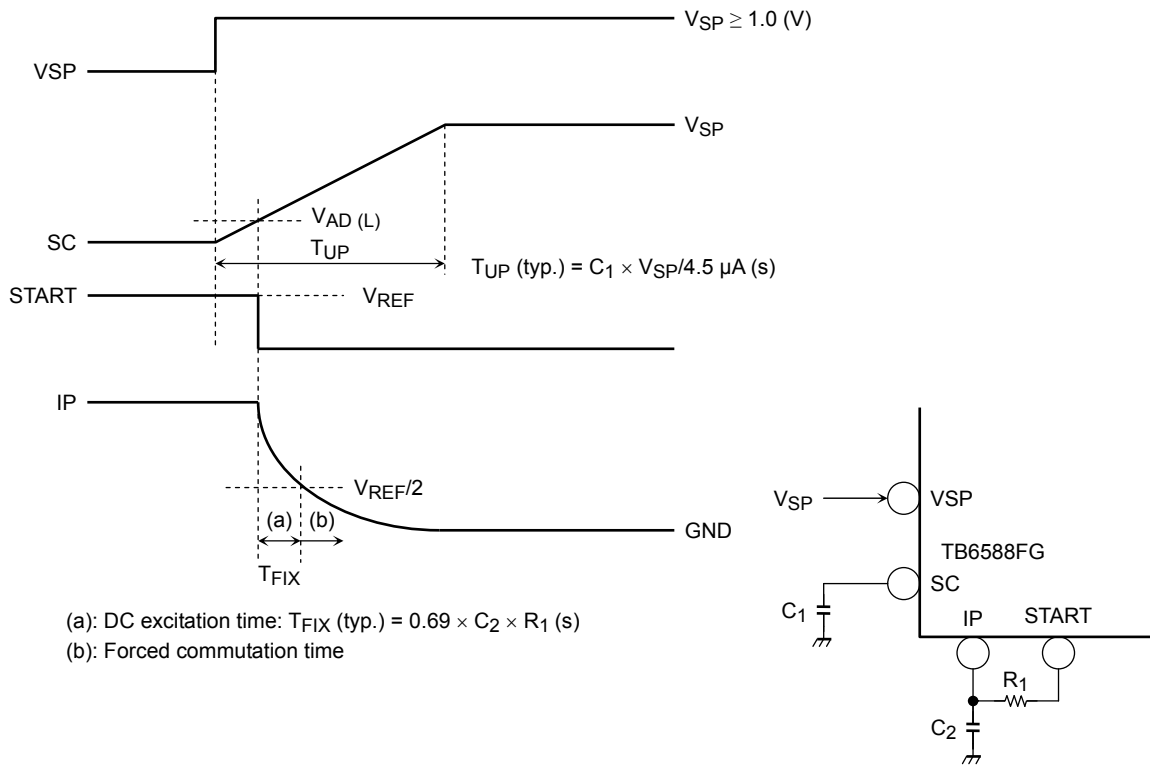 V_SP ≥ 1.0 (V)
VSP
V_SP
V_AD (L)
SC
T_UP
T_UP (typ.) = C_1 × V_SP/4.5 µA (s)
START
V_REF
IP
V_REF/2
(a) (b)
GND
T_FIX
(a): DC excitation time: T_FIX (typ.) = 0.69 × C_2 × R_1 (s)
(b): Forced commutation time
V_SP
VSP
TB6588FG
SC
C_1
IP
START
R_1
C_2